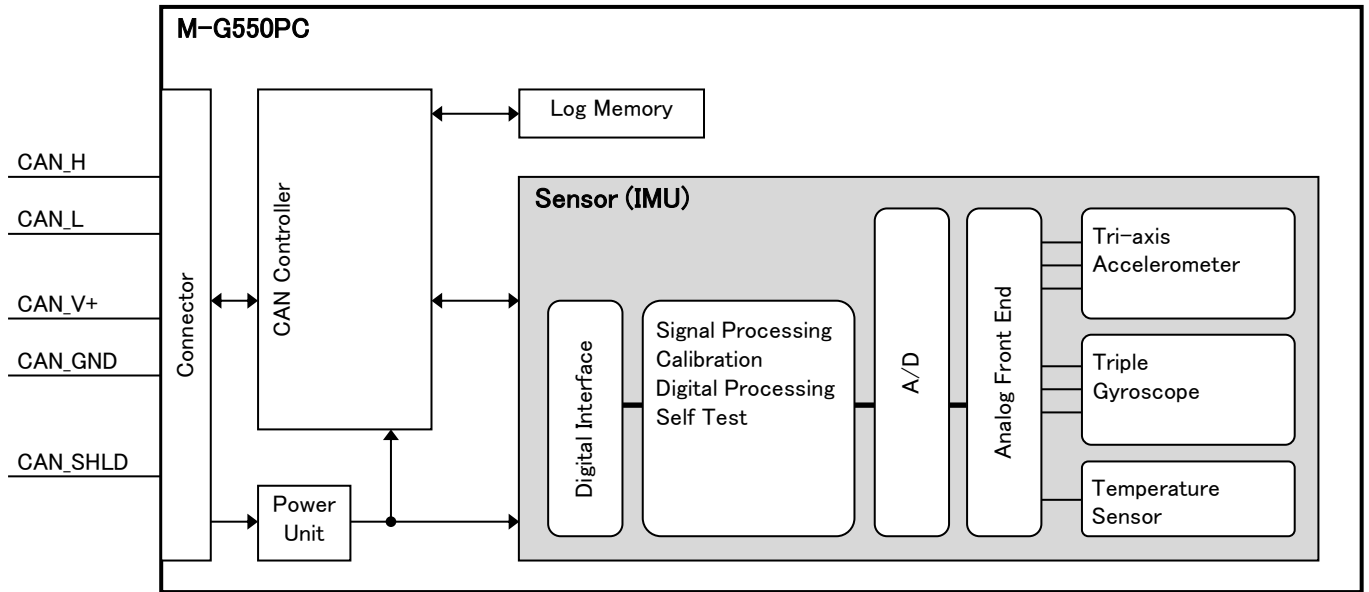 M-G550PC
CAN_H
CAN_L
CAN_V+
CAN_GND
CAN_SHLD
Connector
CAN Controller
Power
Unit
Log Memory
Sensor (IMU)
Digital Interface
Signal Processing
Calibration
Digital Processing
Self Test
A/D
Analog Front End
Tri-axis
Accelerometer
Triple
Gyroscope
Temperature
Sensor